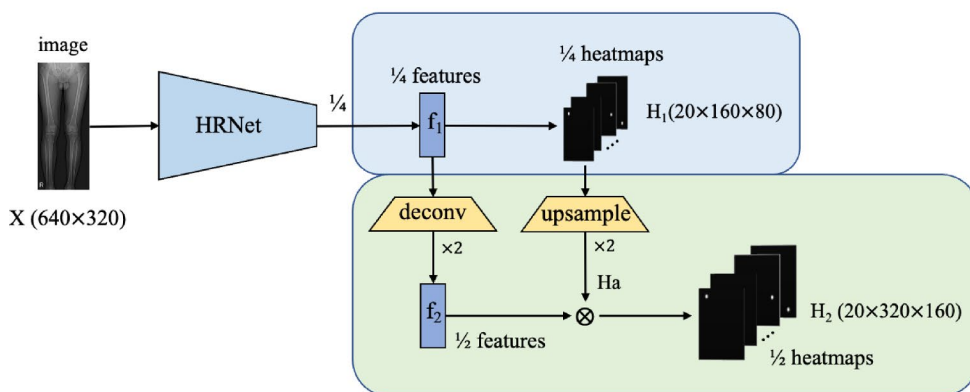 image
HRNet
X (640×320)
¼
¼ features
f₁
¼ heatmaps
H₁(20×160×80)
deconv
×2
upsample
×2
Ha
f₂
½ features
⊗
H₂ (20×320×160)
½ heatmaps